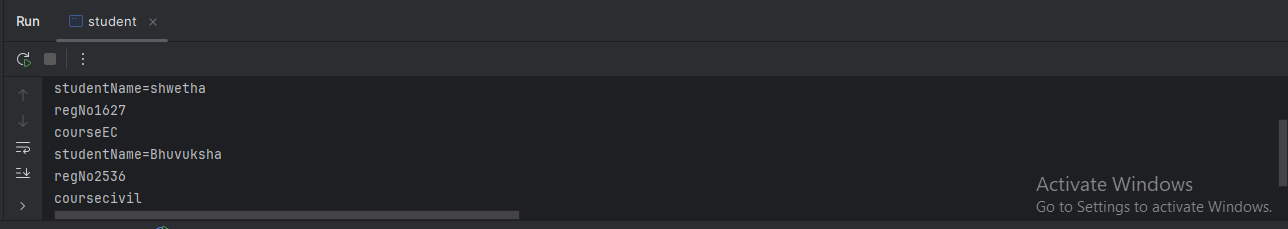 Run student
studentName=shwetha
regNo1627
courseEC
studentName=Bhuvuksha
regNo2536
coursecivil
Activate Windows
Go to Settings to activate Windows.